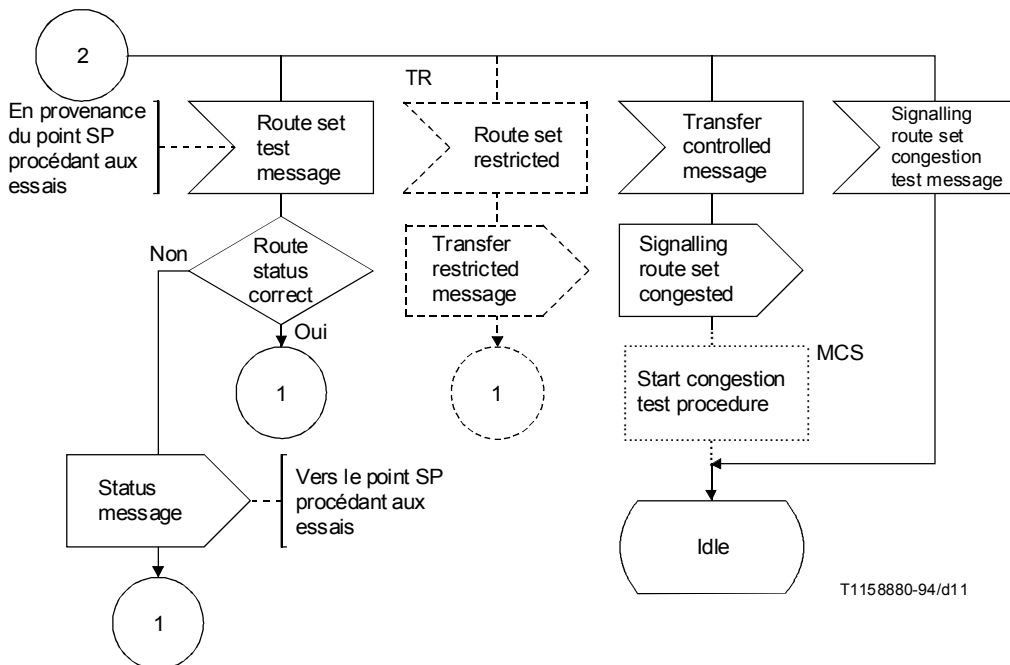 2
TR
En provenance
du point SP
procédant aux
essais
Route set
test
message
Route set
restricted
Transfer
controlled
message
Signalling
route set
congestion
test message
Non
Route
status
correct
Oui
Transfer
restricted
message
Signalling
route set
congested
1
1
MCS
Start congestion
test procedure
Status
message
Vers le point SP
procédant aux
essais
Idle
1
T1158880-94/d11